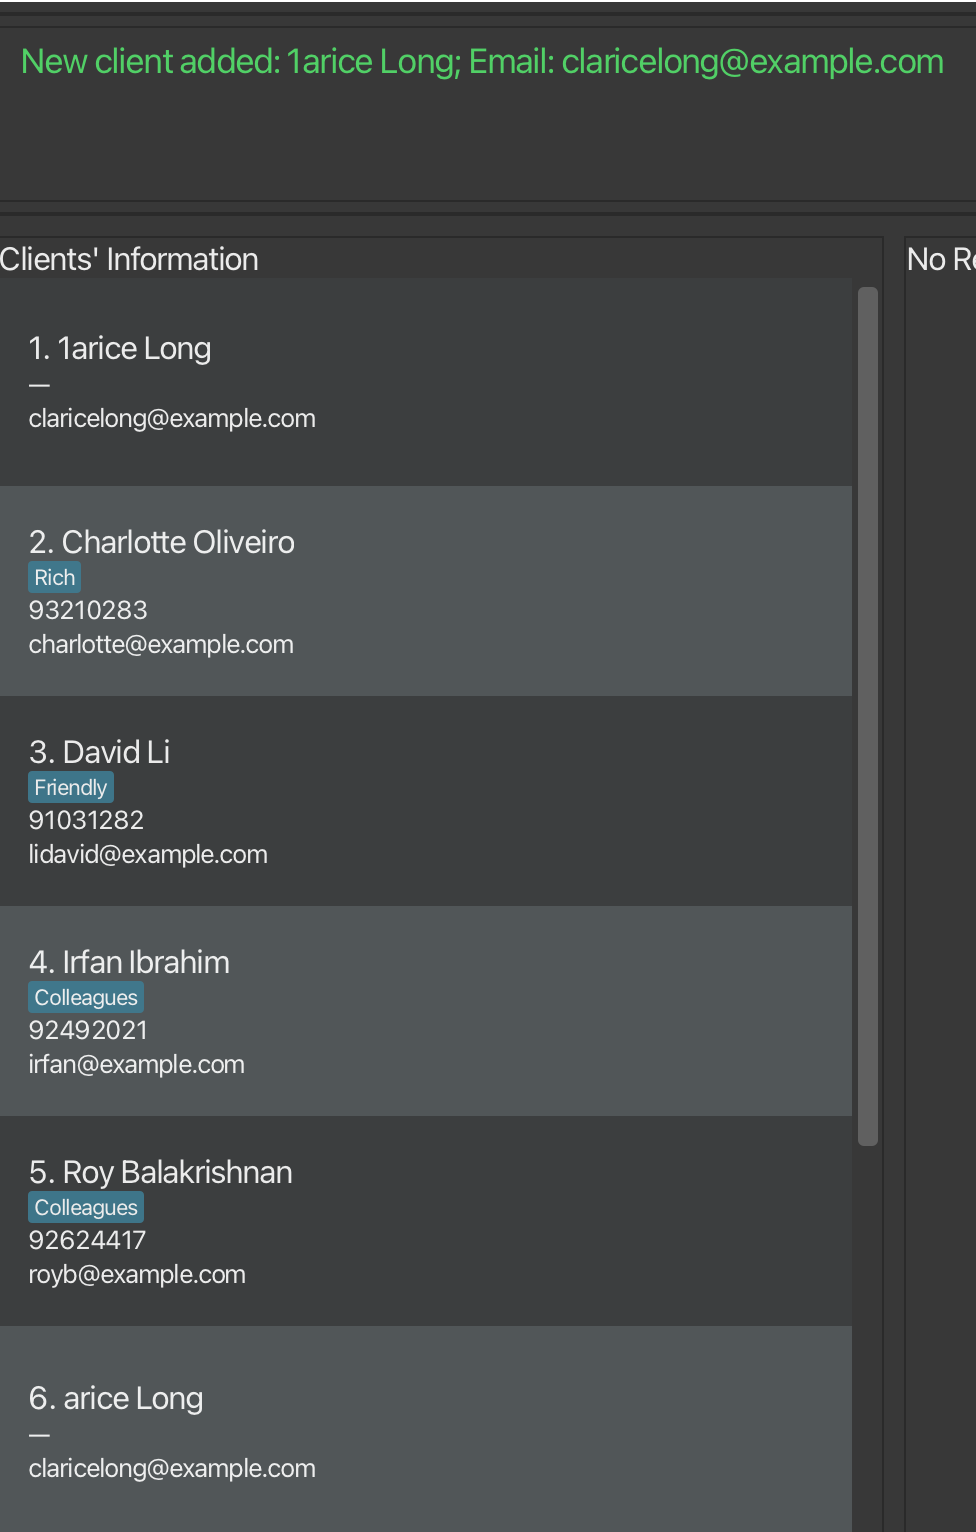 New client added: 1arice Long; Email: claricelong@example.com
Clients' Information
No Re
1. 1arice Long
—
claricelong@example.com
2. Charlotte Oliveiro
Rich
93210283
charlotte@example.com
3. David Li
Friendly
91031282
lidavid@example.com
4. Irfan Ibrahim
Colleagues
92492021
irfan@example.com
5. Roy Balakrishnan
Colleagues
92624417
royb@example.com
6. arice Long
—
claricelong@example.com